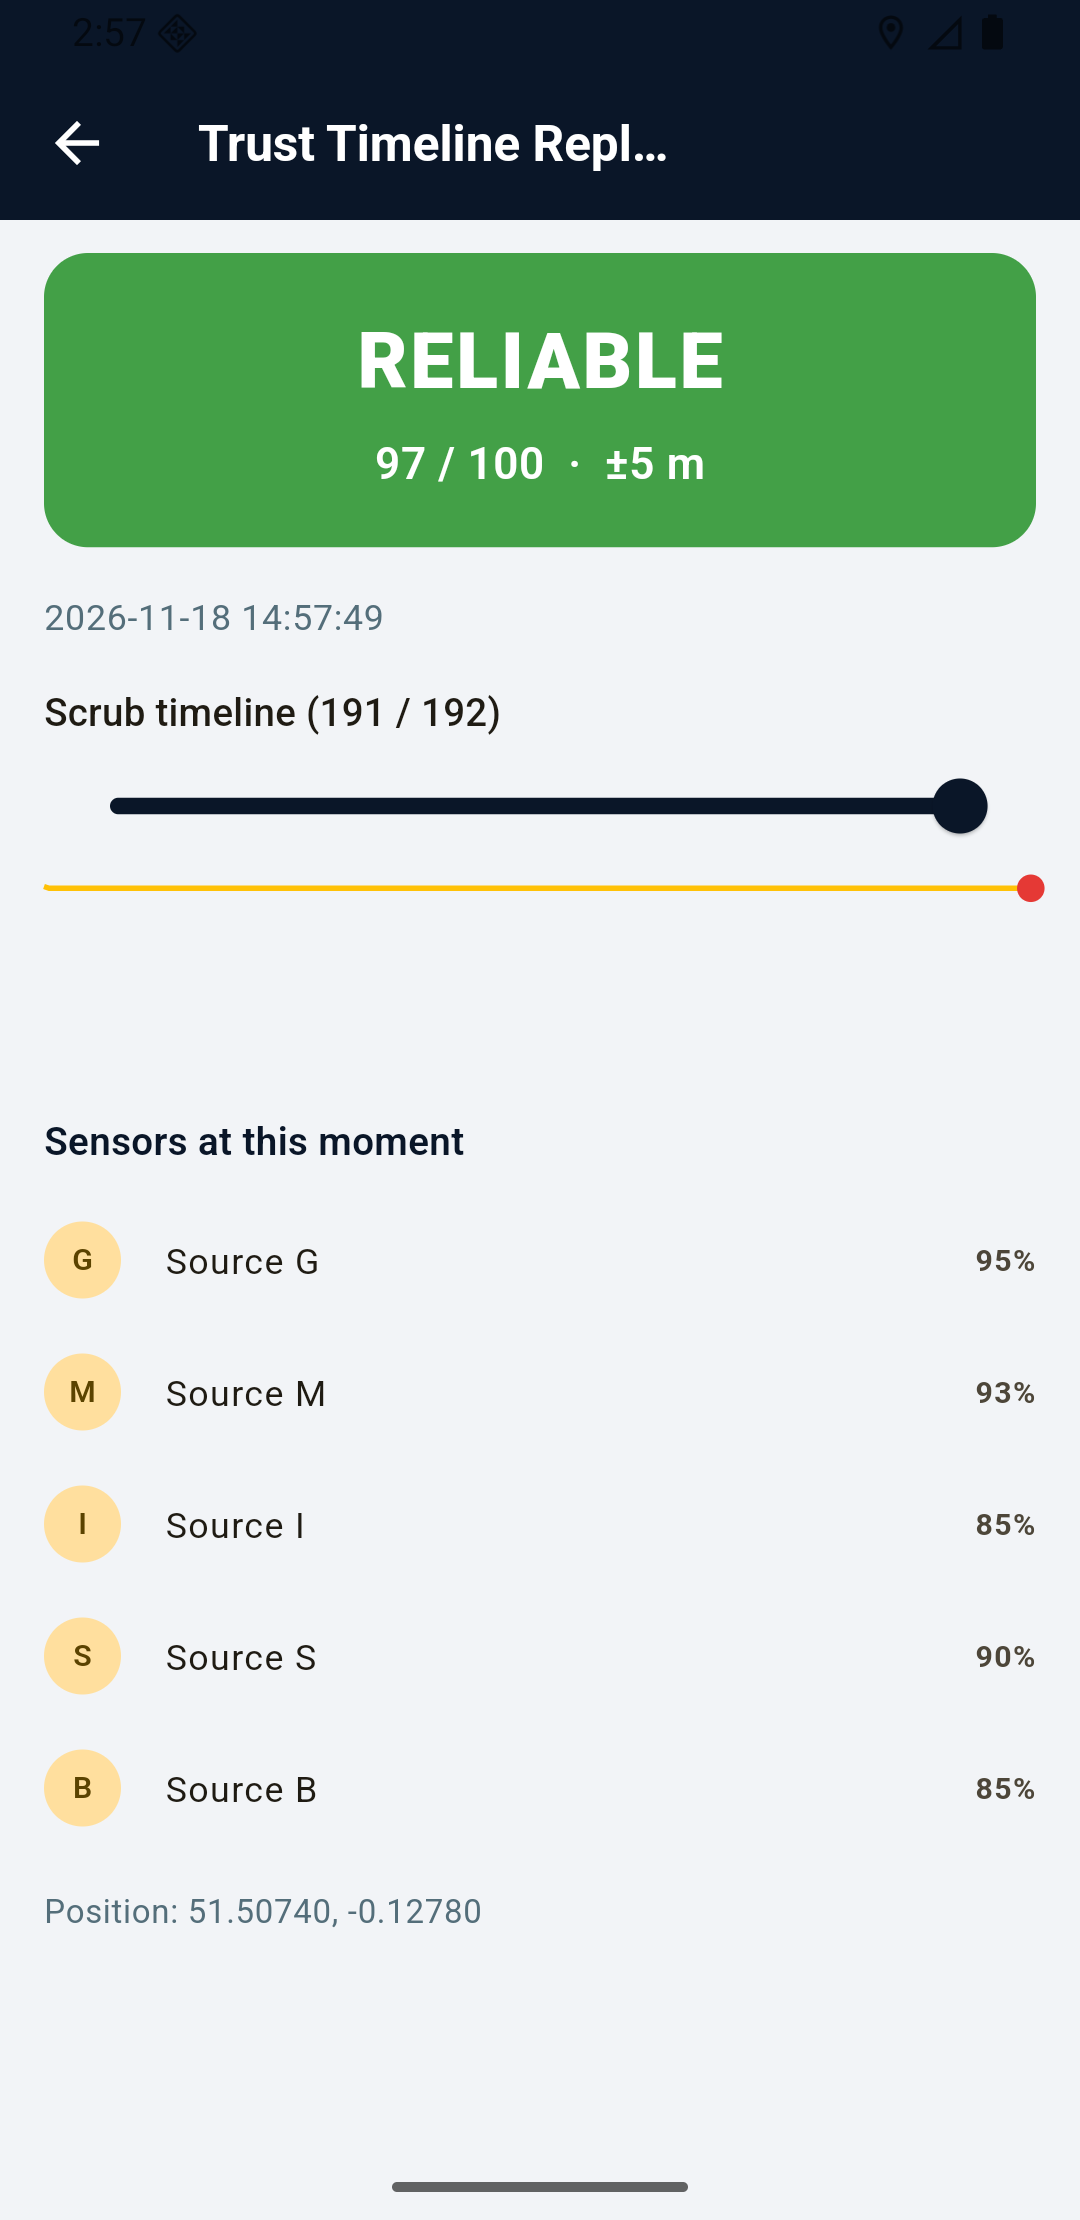 2:57
Trust Timeline Repl...
RELIABLE
97 / 100 · ±5 m
2026-11-18 14:57:49
Scrub timeline (191 / 192)
Sensors at this moment
G Source G 95%
M Source M 93%
I Source I 85%
S Source S 90%
B Source B 85%
Position: 51.50740, -0.12780